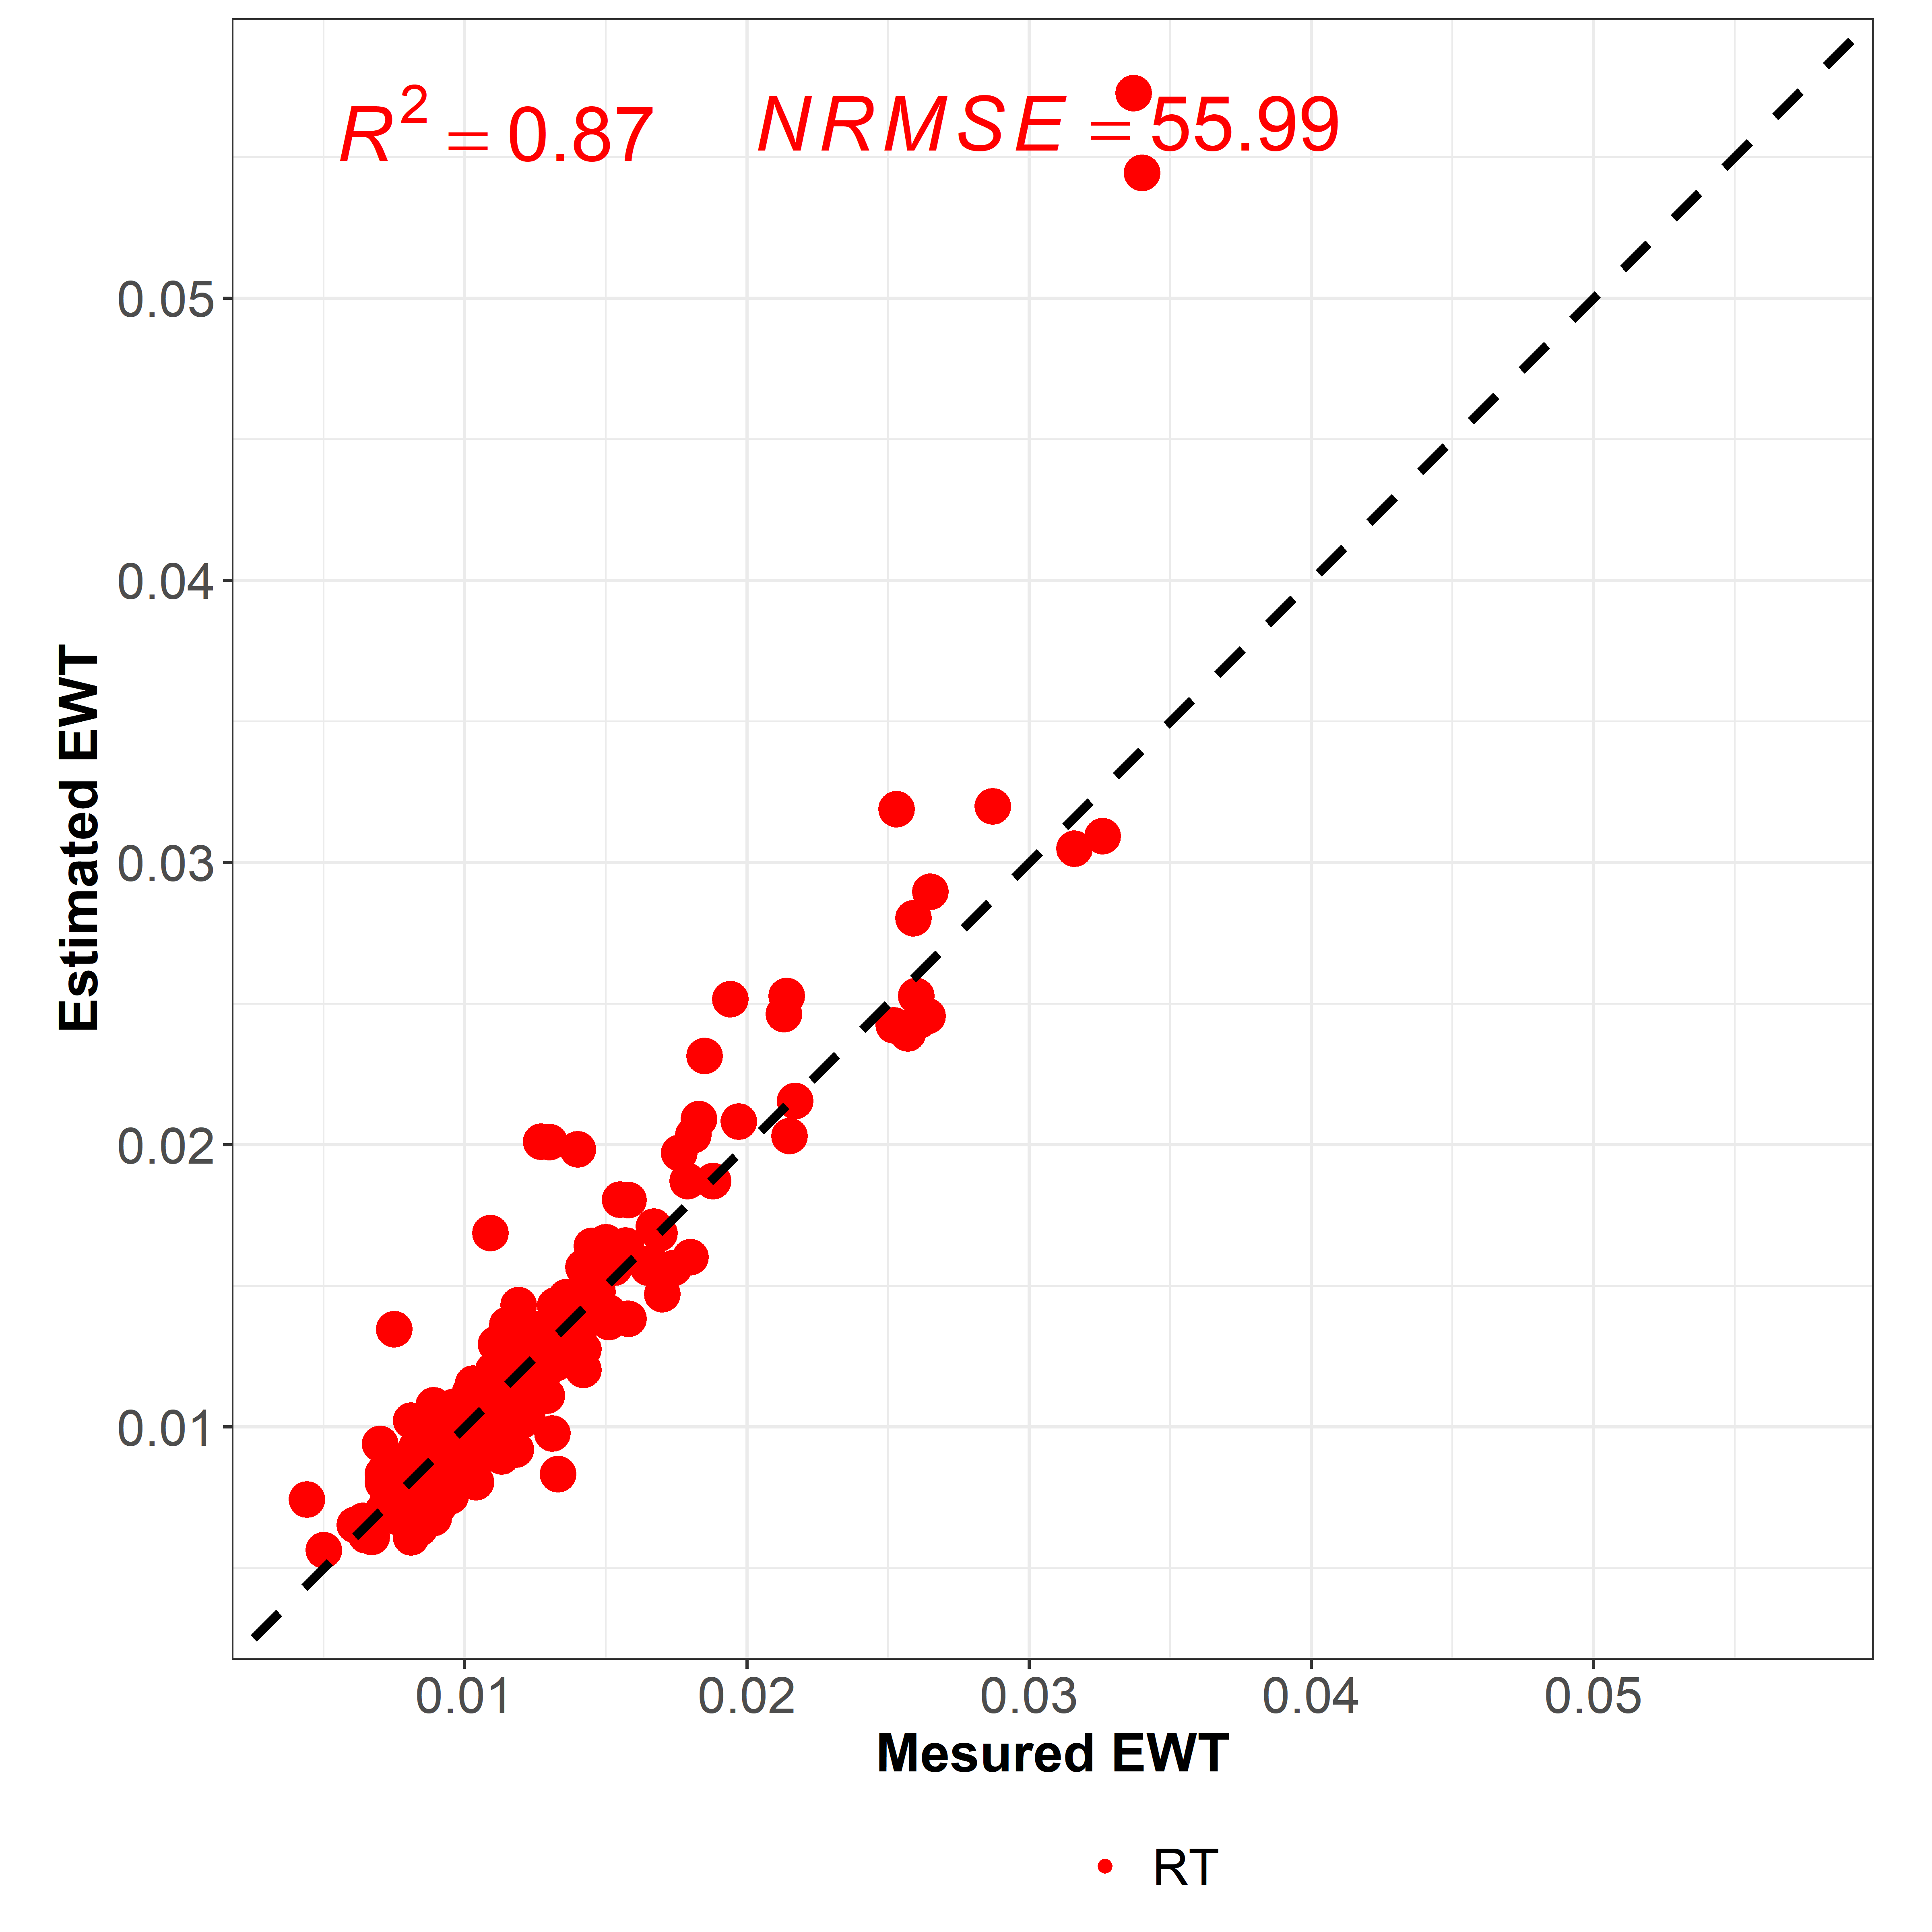 R² = 0.87
NRMSE = 55.99
0.05
0.04
0.03
0.02
0.01
Estimated EWT
0.01 0.02 0.03 0.04 0.05
Mesured EWT
RT